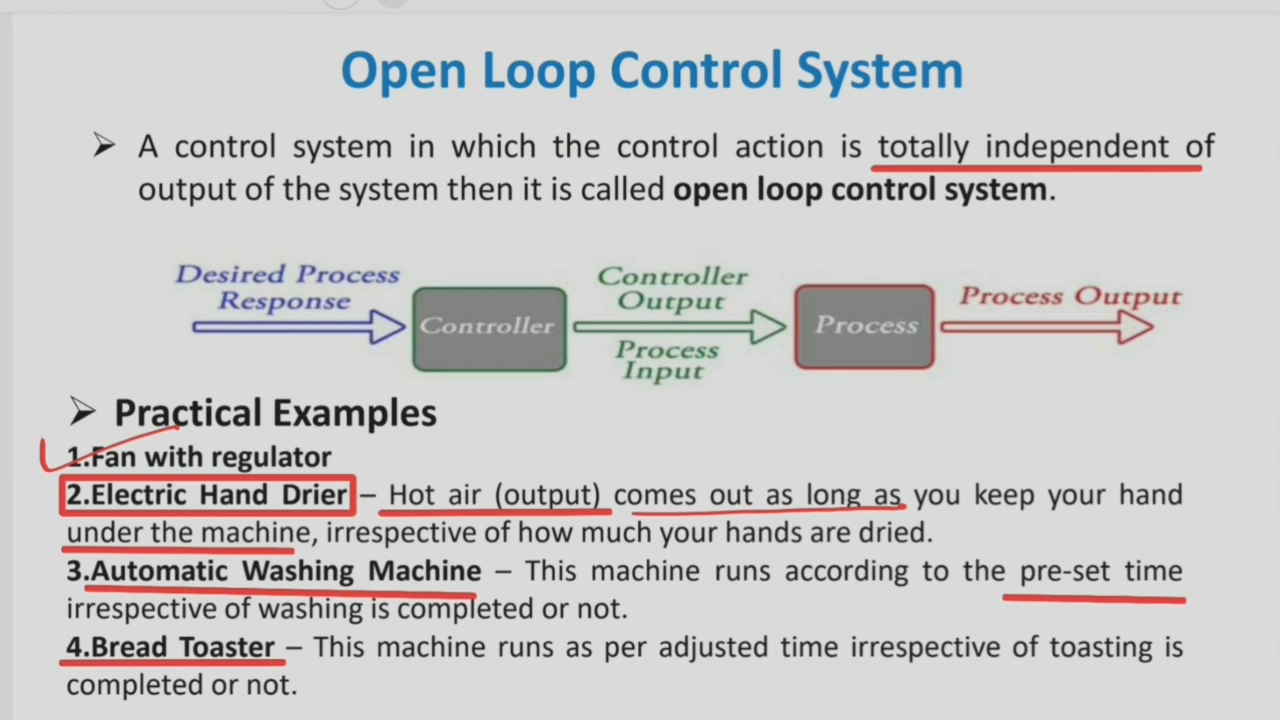 Open Loop Control System
➢ A control system in which the control action is totally independent of
output of the system then it is called open loop control system.
Desired Process
Response
Controller
Controller
Output
Process
Input
Process
Process Output
➢ Practical Examples
1.Fan with regulator
2.Electric Hand Drier – Hot air (output) comes out as long as you keep your hand
under the machine, irrespective of how much your hands are dried.
3.Automatic Washing Machine – This machine runs according to the pre-set time
irrespective of washing is completed or not.
4.Bread Toaster – This machine runs as per adjusted time irrespective of toasting is
completed or not.